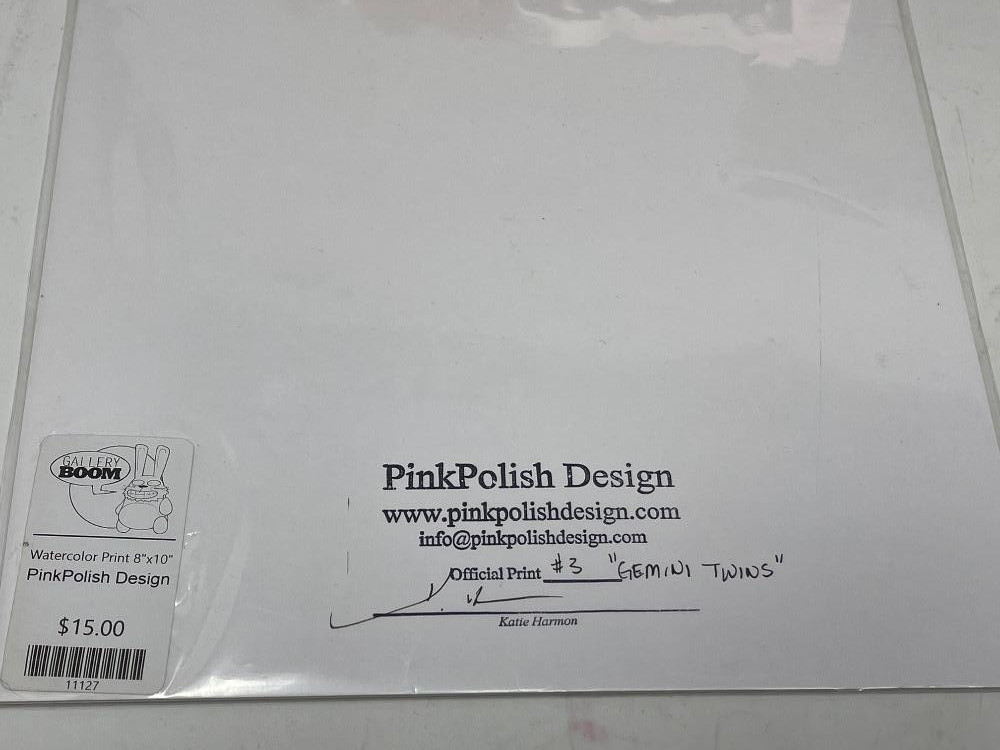 GALLERY
BOOM
Watercolor Print 8"x10"
PinkPolish Design
$15.00
11127
PinkPolish Design
www.pinkpolishdesign.com
info@pinkpolishdesign.com
Official Print #3 "GEMINI TWINS"
Katie Harmon